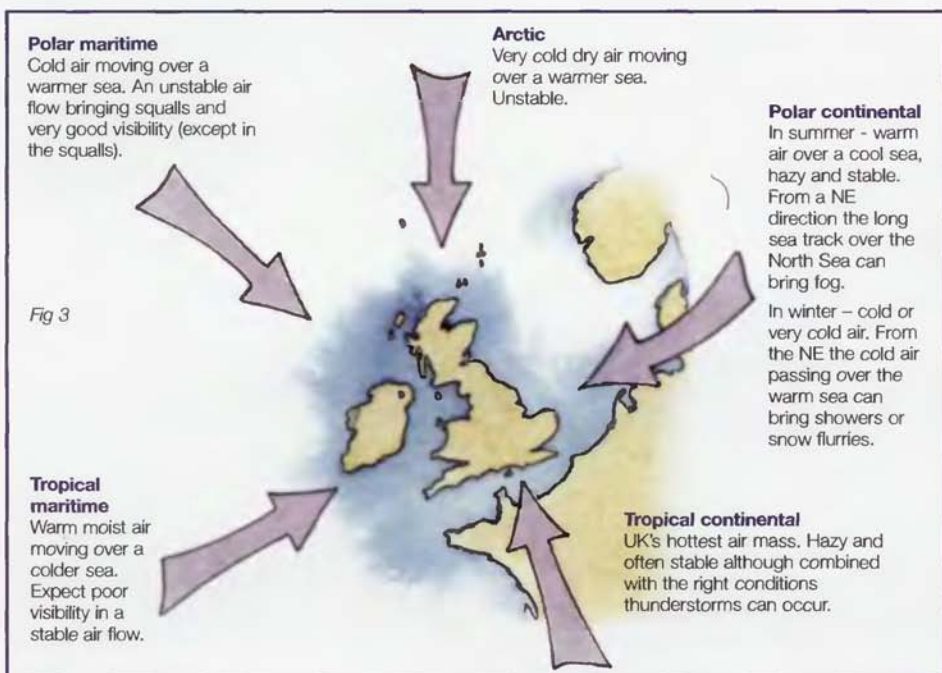 Polar maritime
Cold air moving over a
warmer sea. An unstable air
flow bringing squalls and
very good visibility (except in
the squalls).
Arctic
Very cold dry air moving
over a warmer sea.
Unstable.
Polar continental
In summer - warm
air over a cool sea,
hazy and stable.
From a NE
direction the long
sea track over the
North Sea can
bring fog.
In winter – cold or
very cold air. From
the NE the cold air
passing over the
warm sea can
bring showers or
snow flurries.
Fig 3
Tropical
maritime
Warm moist air
moving over a
colder sea.
Expect poor
visibility in a
stable air flow.
Tropical continental
UK's hottest air mass. Hazy and
often stable although combined
with the right conditions
thunderstorms can occur.